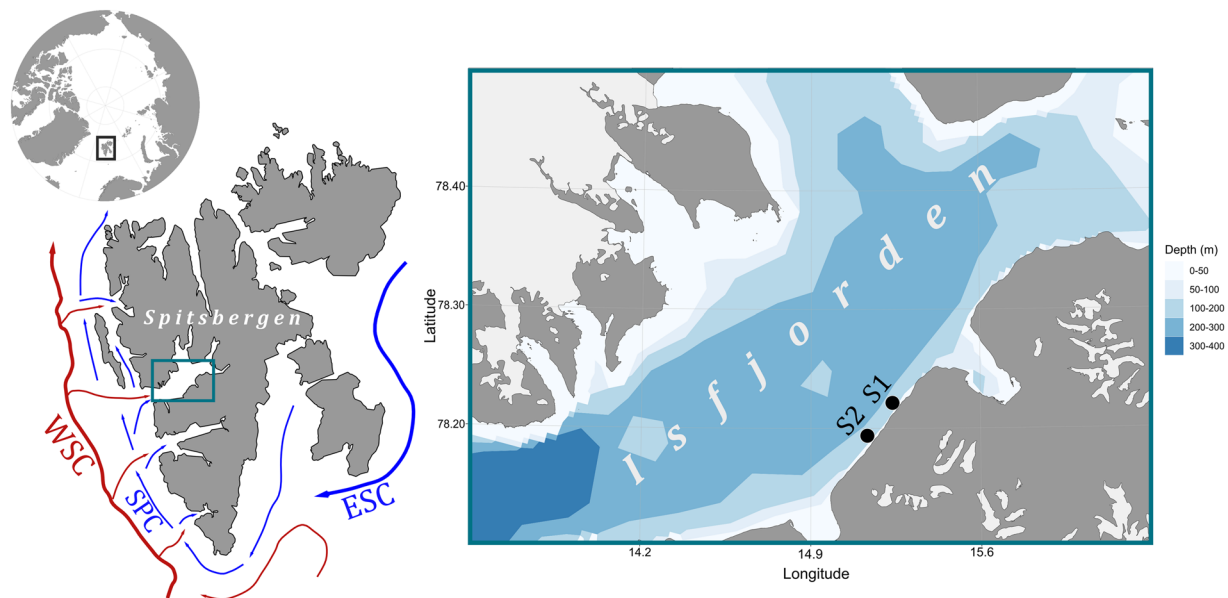 Spitsbergen
WSC
SPC
ESC
Latitude
78.40
78.30
78.20
Isfjorden
S2 S1
14.2
14.9
15.6
Longitude
Depth (m)
0-50
50-100
100-200
200-300
300-400